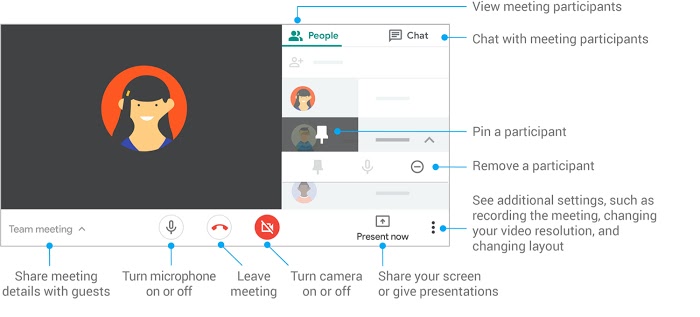 View meeting participants
People
Chat
Chat with meeting participants
Pin a participant
Remove a participant
See additional settings, such as
recording the meeting, changing
your video resolution, and
changing layout
Team meeting
Present now
Share meeting
details with guests
Turn microphone
on or off
Leave
meeting
Turn camera
on or off
Share your screen
or give presentations